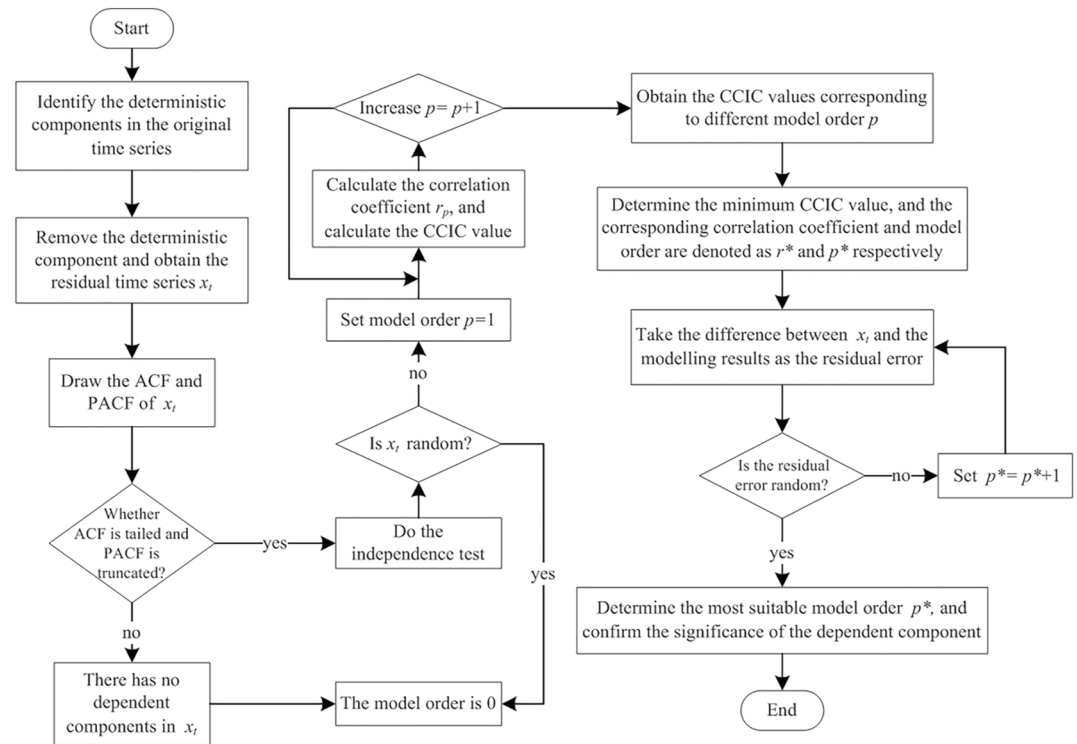 Start
Identify the deterministic
components in the original
time series
Remove the deterministic
component and obtain the
residual time series xt
Draw the ACF and
PACF of xt
Whether
ACF is tailed and
PACF is
truncated?
yes
no
There has no
dependent
components in xt
Do the
independence test
Is xt random?
no
yes
The model order is 0
Set model order p=1
Calculate the correlation
coefficient rp, and
calculate the CCIC value
Increase p= p+1
Obtain the CCIC values corresponding
to different model order p
Determine the minimum CCIC value, and the
corresponding correlation coefficient and model
order are denoted as r* and p* respectively
Take the difference between xt and the
modelling results as the residual error
Is the residual
error random?
no
Set p*= p*+1
yes
Determine the most suitable model order p*, and
confirm the significance of the dependent component
End